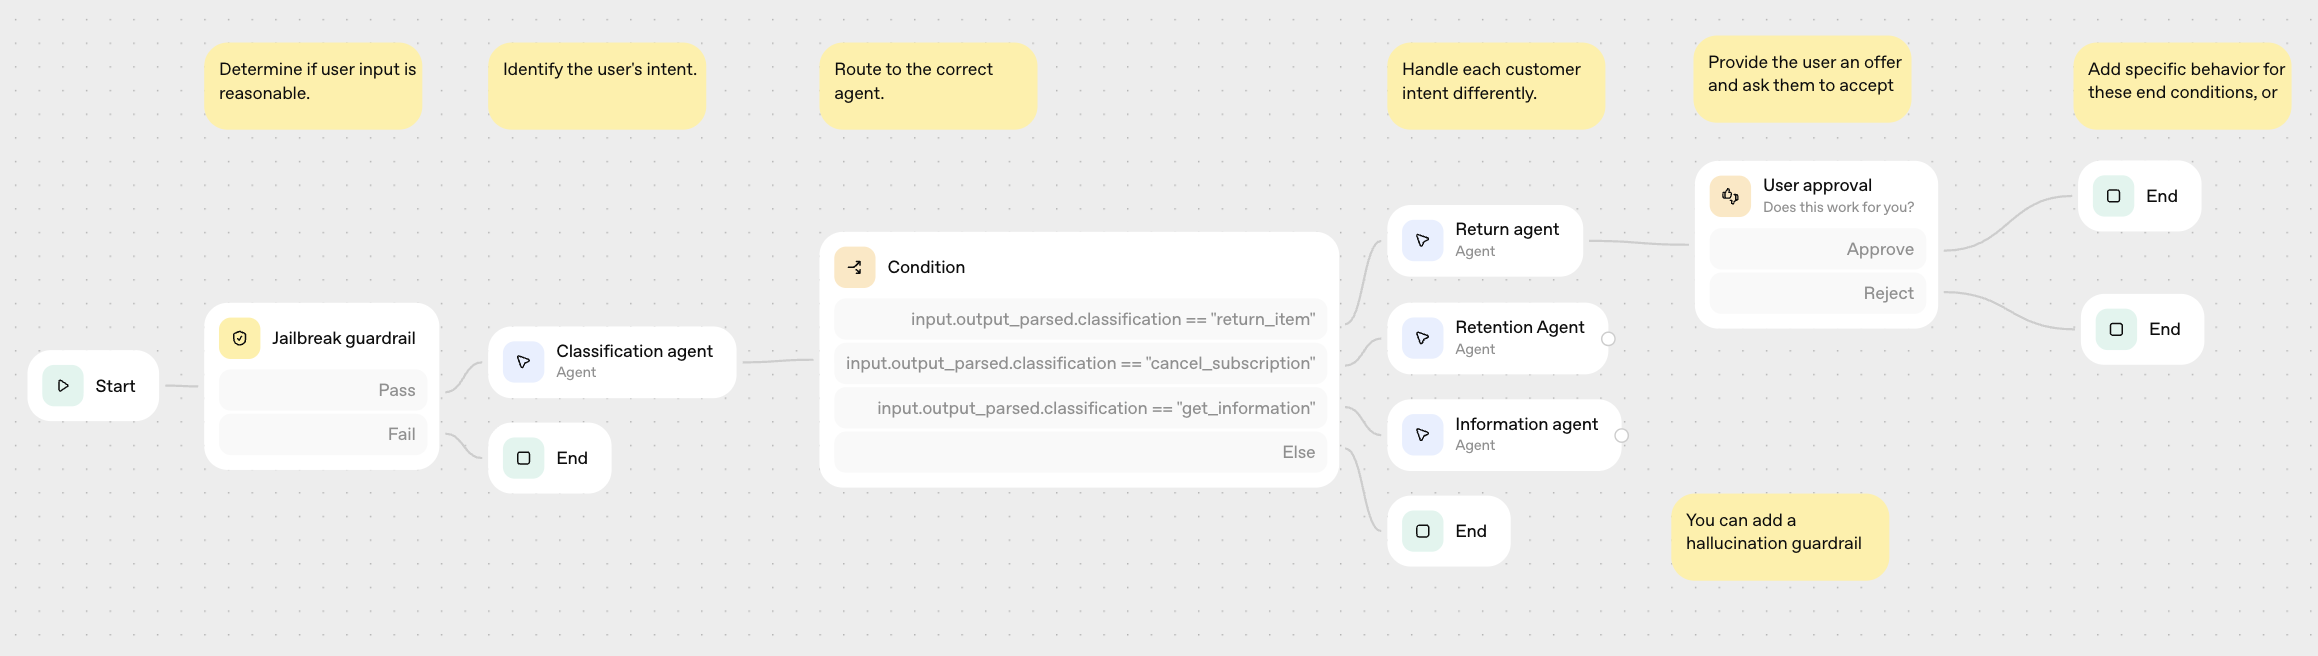 Determine if user input is
reasonable.
Identify the user's intent.
Route to the correct
agent.
Handle each customer
intent differently.
Provide the user an offer
and ask them to accept
Add specific behavior for
these end conditions, or
Start
Jailbreak guardrail
Pass
Fail
Classification agent
Agent
End
Condition
input.output_parsed.classification == "return_item"
input.output_parsed.classification == "cancel_subscription"
input.output_parsed.classification == "get_information"
Else
Return agent
Agent
Retention Agent
Agent
Information agent
Agent
End
User approval
Does this work for you?
Approve
Reject
End
End
You can add a
hallucination guardrail